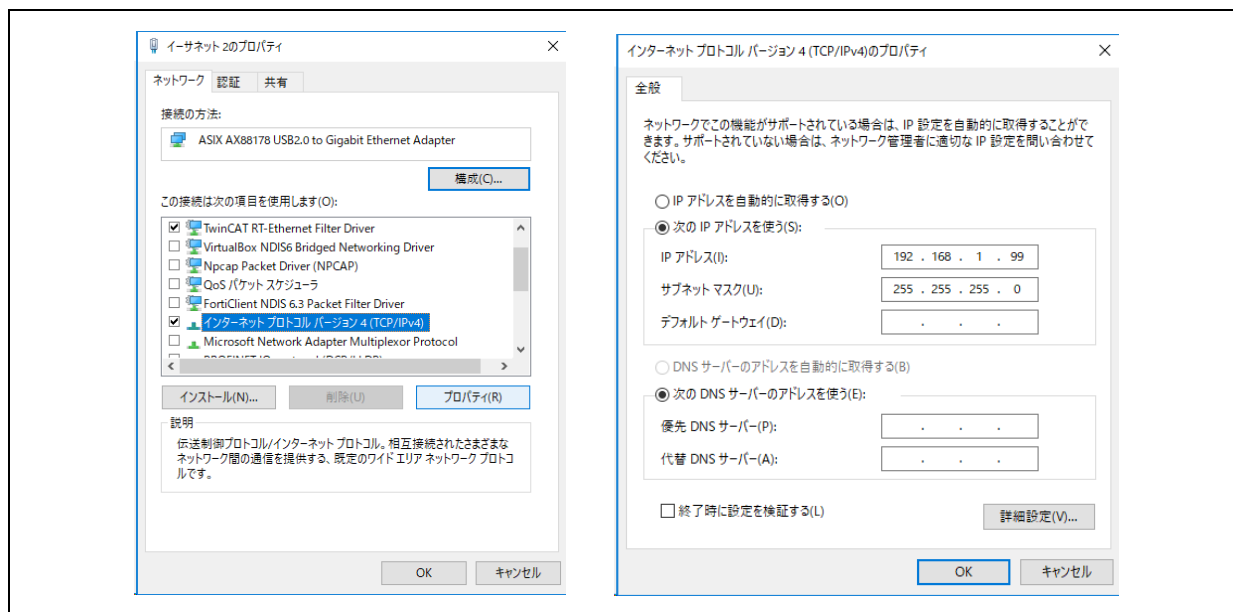 イーサネット 2のプロパティ
ネットワーク 認証 共有
接続の方法:
ASIX AX88178 USB2.0 to Gigabit Ethernet Adapter
構成(C)...
この接続は次の項目を使用します(O):
TwinCAT RT-Ethernet Filter Driver
VirtualBox NDIS6 Bridged Networking Driver
Npcap Packet Driver (NPCAP)
QoS パケット スケジューラ
FortiClient NDIS 6.3 Packet Filter Driver
インターネット プロトコル バージョン 4 (TCP/IPv4)
Microsoft Network Adapter Multiplexor Protocol
インストール(N)... 削除(U) プロパティ(R)
説明
伝送制御プロトコル/インターネット プロトコル。相互接続されたさまざまな
ネットワーク間の通信を提供する、既定のワイド エリア ネットワーク プロトコ
ルです。
OK キャンセル
インターネット プロトコル バージョン 4 (TCP/IPv4)のプロパティ
全般
ネットワークでこの機能がサポートされている場合は、IP 設定を自動的に取得することがで
きます。サポートされていない場合は、ネットワーク管理者に適切な IP 設定を問い合わせて
ください。
IP アドレスを自動的に取得する(O)
次の IP アドレスを使う(S):
IP アドレス(I): 192 . 168 . 1 . 99
サブネット マスク(U): 255 . 255 . 255 . 0
デフォルト ゲートウェイ(D): . . .
DNS サーバーのアドレスを自動的に取得する(B)
次の DNS サーバーのアドレスを使う(E):
優先 DNS サーバー(P): . . .
代替 DNS サーバー(A): . . .
終了時に設定を検証する(L)
詳細設定(V)...
OK キャンセル